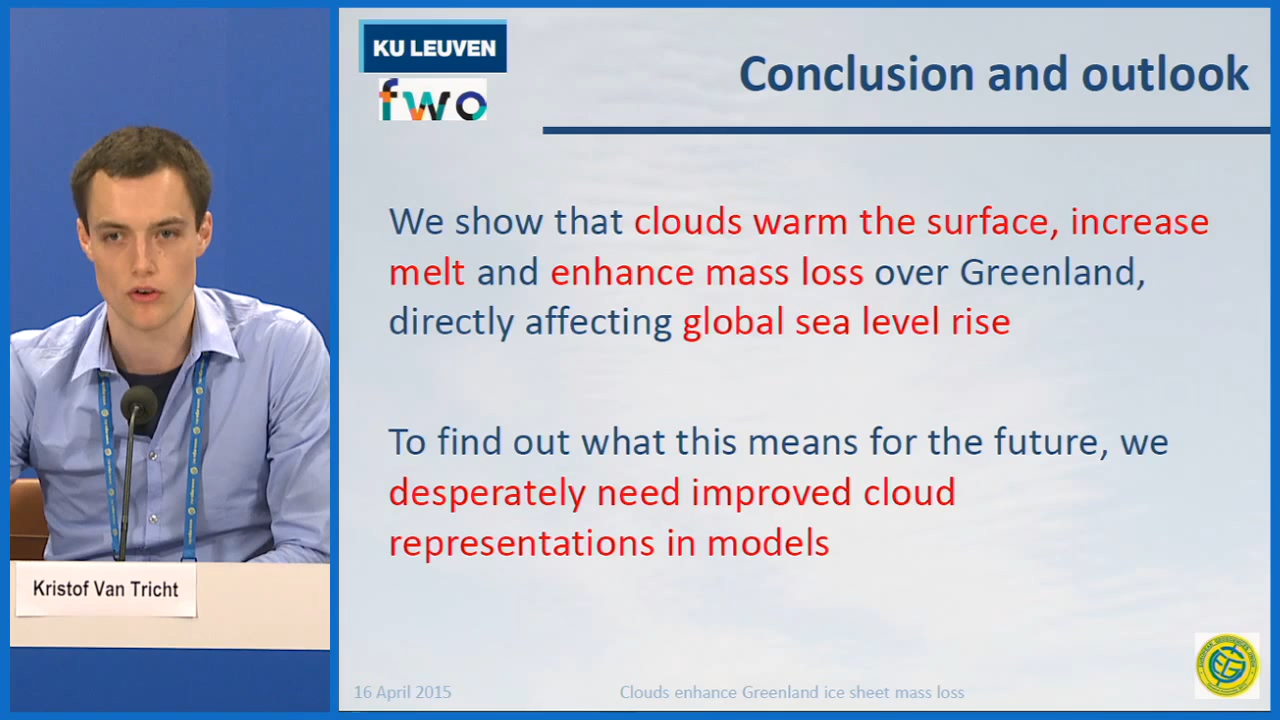 KU LEUVEN
fwo
Conclusion and outlook
We show that clouds warm the surface, increase
melt and enhance mass loss over Greenland,
directly affecting global sea level rise
To find out what this means for the future, we
desperately need improved cloud
representations in models
Kristof Van Tricht
16 April 2015
Clouds enhance Greenland ice sheet mass loss